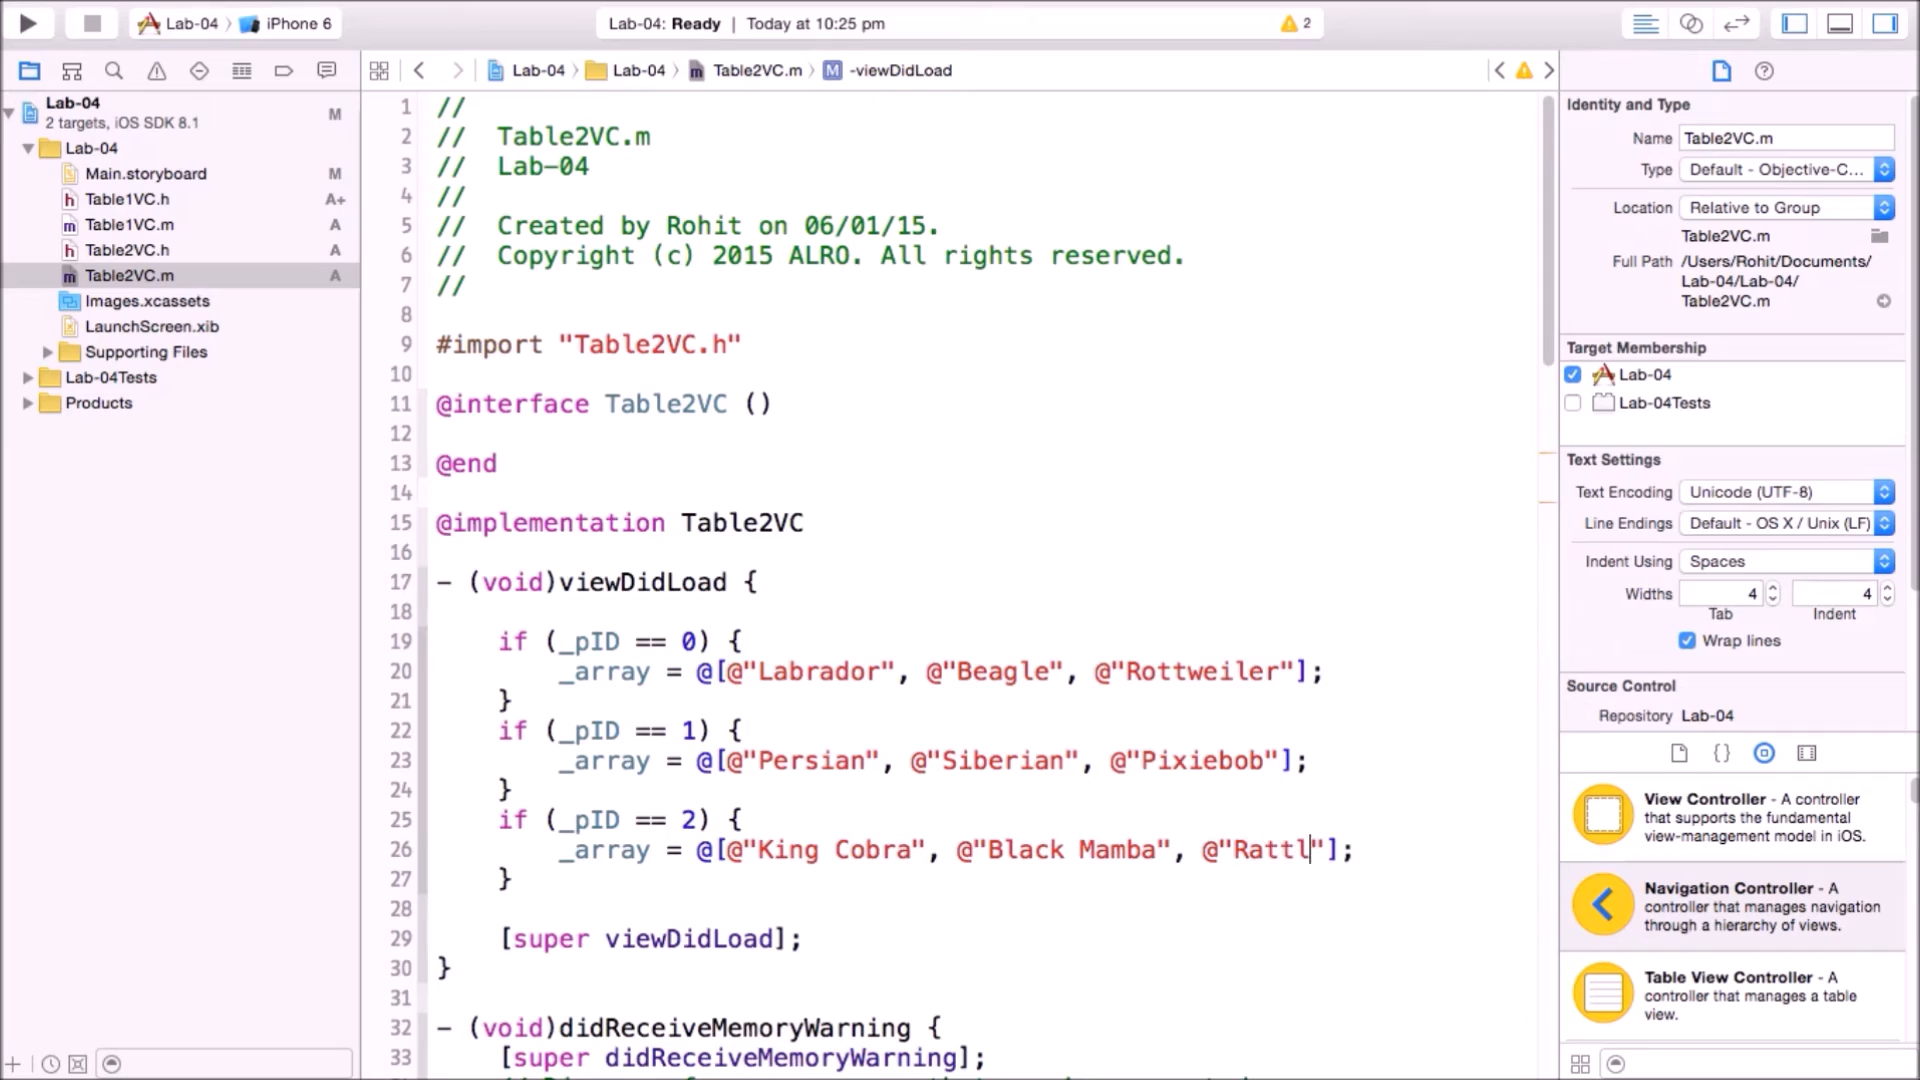 Lab-04 iPhone 6
Lab-04: Ready Today at 10:25 pm 2
Lab-04 Lab-04 m Table2VC.m M -viewDidLoad
Lab-04
2 targets, iOS SDK 8.1 M
Lab-04
Main.storyboard M
h Table1VC.h A+
m Table1VC.m A
h Table2VC.h A
m Table2VC.m A
Images.xcassets
LaunchScreen.xib
Supporting Files
Lab-04Tests
Products
1 //
2 //  Table2VC.m
3 //  Lab-04
4 //
5 //  Created by Rohit on 06/01/15.
6 //  Copyright (c) 2015 ALRO. All rights reserved.
7 //
8
9 #import "Table2VC.h"
10
11 @interface Table2VC ()
12
13 @end
14
15 @implementation Table2VC
16
17 - (void)viewDidLoad {
18
19 if (_pID == 0) {
20 _array = @[@"Labrador", @"Beagle", @"Rottweiler"];
21 }
22 if (_pID == 1) {
23 _array = @[@"Persian", @"Siberian", @"Pixiebob"];
24 }
25 if (_pID == 2) {
26 _array = @[@"King Cobra", @"Black Mamba", @"Rattl"];
27 }
28
29 [super viewDidLoad];
30 }
31
32 - (void)didReceiveMemoryWarning {
33 [super didReceiveMemoryWarning];
Identity and Type
Name Table2VC.m
Type Default - Objective-C...
Location Relative to Group
Table2VC.m
Full Path /Users/Rohit/Documents/
Lab-04/Lab-04/
Table2VC.m
Target Membership
Lab-04
Lab-04Tests
Text Settings
Text Encoding Unicode (UTF-8)
Line Endings Default - OS X / Unix (LF)
Indent Using Spaces
Widths 4 4
Tab Indent
Wrap lines
Source Control
Repository Lab-04
{}
View Controller - A controller
that supports the fundamental
view-management model in iOS.
Navigation Controller - A
controller that manages navigation
through a hierarchy of views.
Table View Controller - A
controller that manages a table
view.